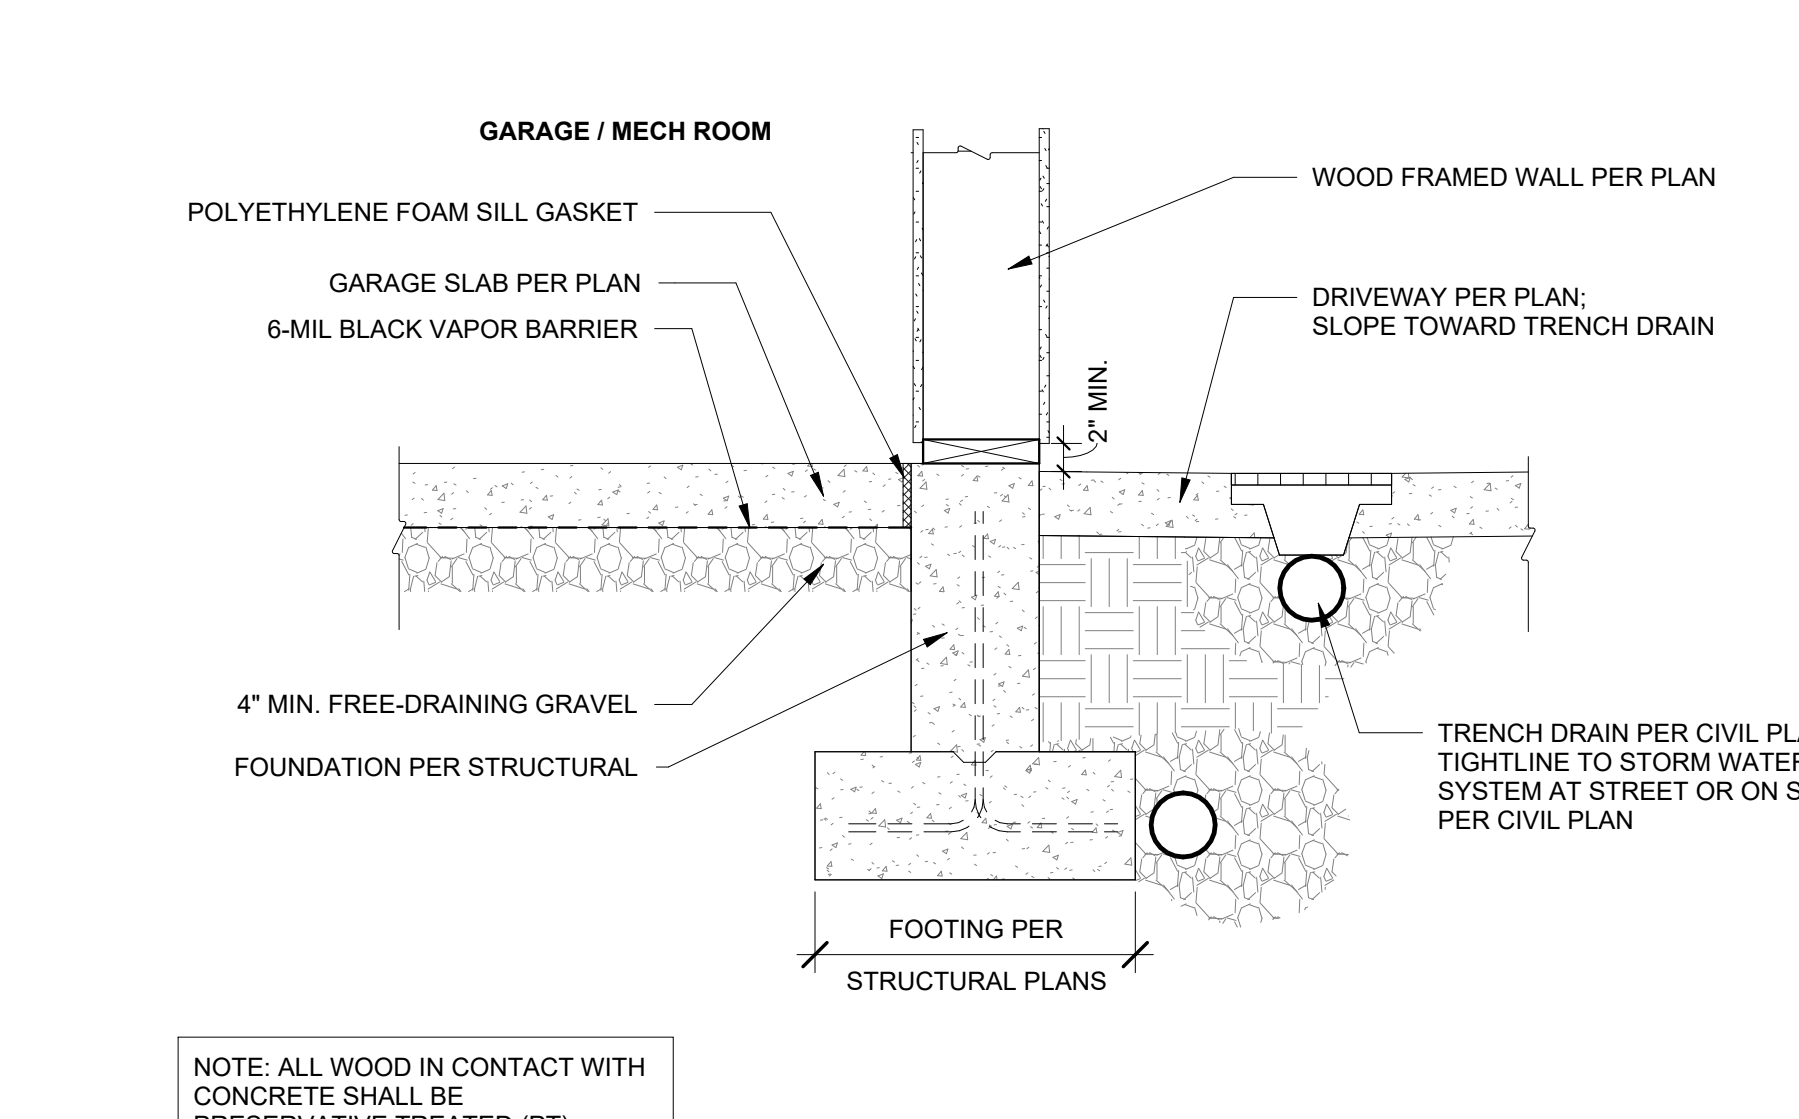 GARAGE / MECH ROOM
POLYETHYLENE FOAM SILL GASKET
GARAGE SLAB PER PLAN
6-MIL BLACK VAPOR BARRIER
4" MIN. FREE-DRAINING GRAVEL
FOUNDATION PER STRUCTURAL
WOOD FRAMED WALL PER PLAN
DRIVEWAY PER PLAN;
SLOPE TOWARD TRENCH DRAIN
2" MIN.
TRENCH DRAIN PER CIVIL
TIGHTLINE TO STORM WATER
SYSTEM AT STREET OR ON
PER CIVIL PLAN
FOOTING PER
STRUCTURAL PLANS
NOTE: ALL WOOD IN CONTACT WITH
CONCRETE SHALL BE
PRESERVATIVE TREATED (PT)